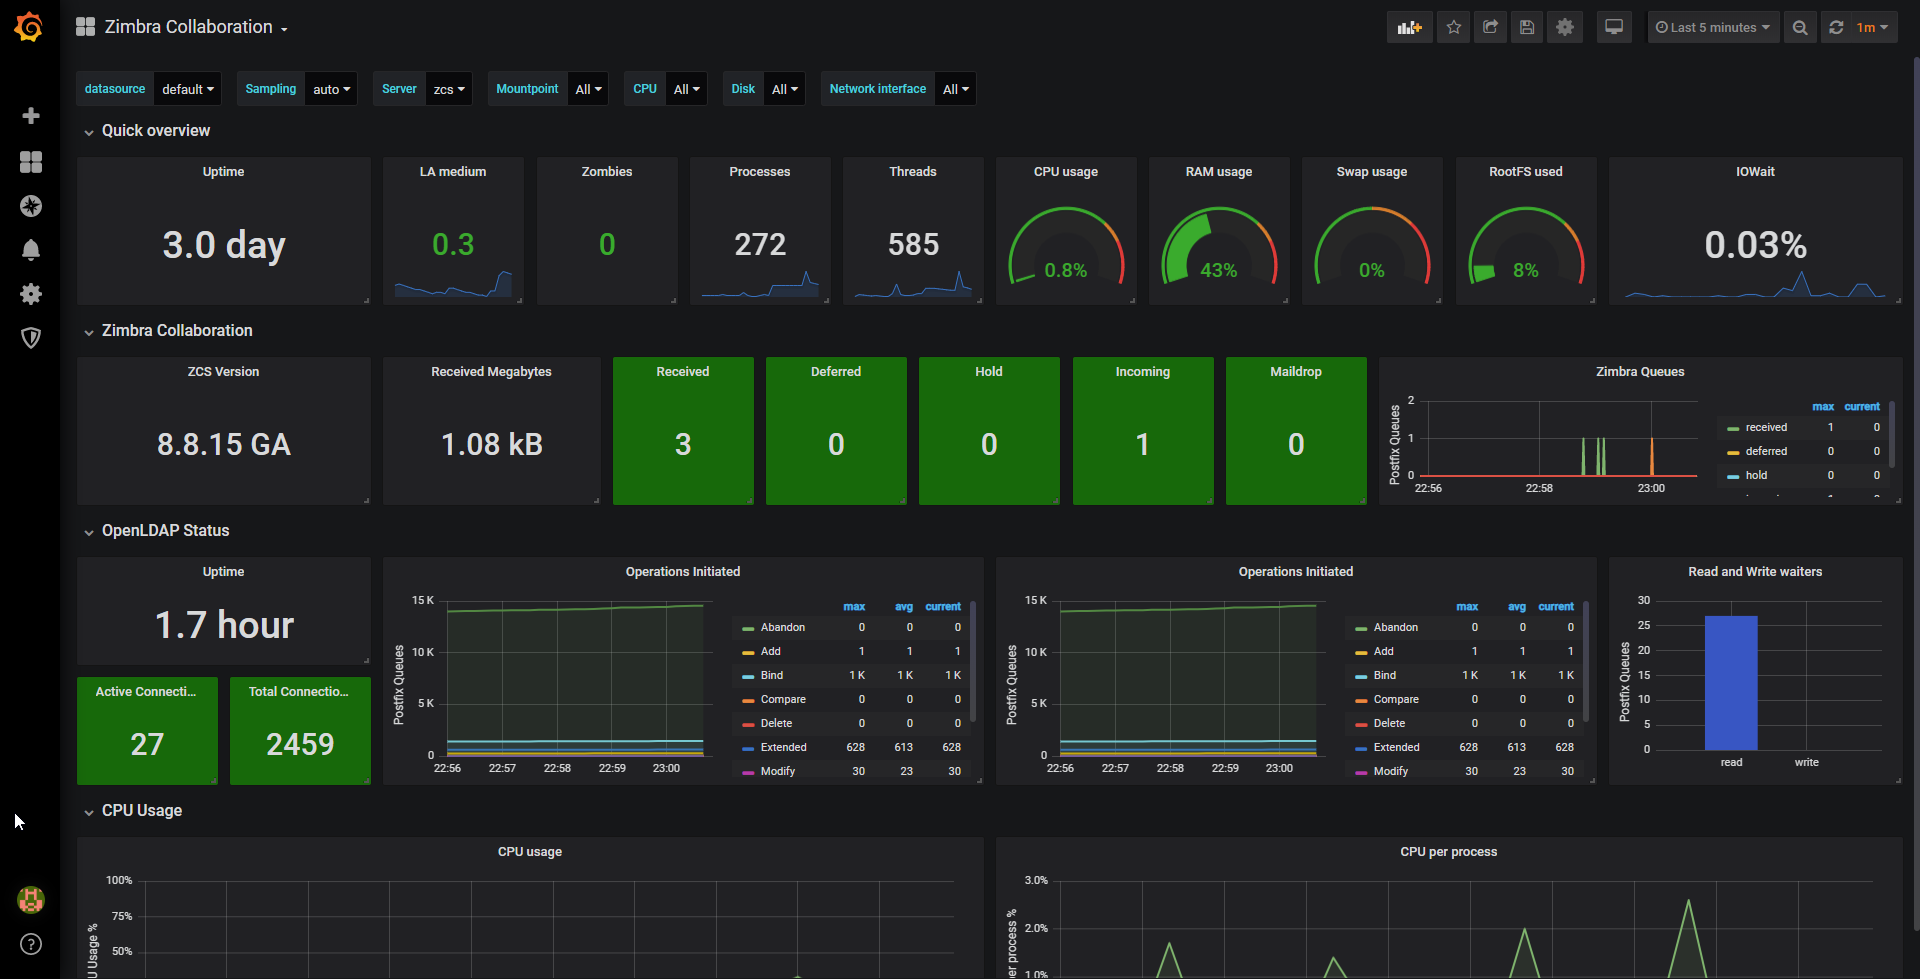 Zimbra Collaboration
Last 5 minutes
1m
datasource default Sampling auto Server zcs Mountpoint All CPU All Disk All Network interface All
Quick overview
Uptime
3.0 day
LA medium
0.3
Zombies
0
Processes
272
Threads
585
CPU usage
0.8%
RAM usage
43%
Swap usage
0%
RootFS used
8%
IOWait
0.03%
Zimbra Collaboration
ZCS Version
8.8.15 GA
Received Megabytes
1.08 kB
Received
3
Deferred
0
Hold
0
Incoming
1
Maildrop
0
Zimbra Queues
Postfix Queues
2
1
0
22:56 22:58 23:00
max current
received 1 0
deferred 0 0
hold 0 0
OpenLDAP Status
Uptime
1.7 hour
Active Connecti...
27
Total Connectio...
2459
Operations Initiated
Postfix Queues
15 K
10 K
5 K
0
22:56 22:57 22:58 22:59 23:00
max avg current
Abandon 0 0 0
Add 1 1 1
Bind 1 K 1 K 1 K
Compare 0 0 0
Delete 0 0 0
Extended 628 613 628
Modify 30 23 30
Operations Initiated
Postfix Queues
15 K
10 K
5 K
0
22:56 22:57 22:58 22:59 23:00
max avg current
Abandon 0 0 0
Add 1 1 1
Bind 1 K 1 K 1 K
Compare 0 0 0
Delete 0 0 0
Extended 628 613 628
Modify 30 23 30
Read and Write waiters
Postfix Queues
30
25
20
15
10
5
0
read write
CPU Usage
CPU usage
U Usage %
100%
75%
50%
CPU per process
er process %
3.0%
2.0%
1.0%